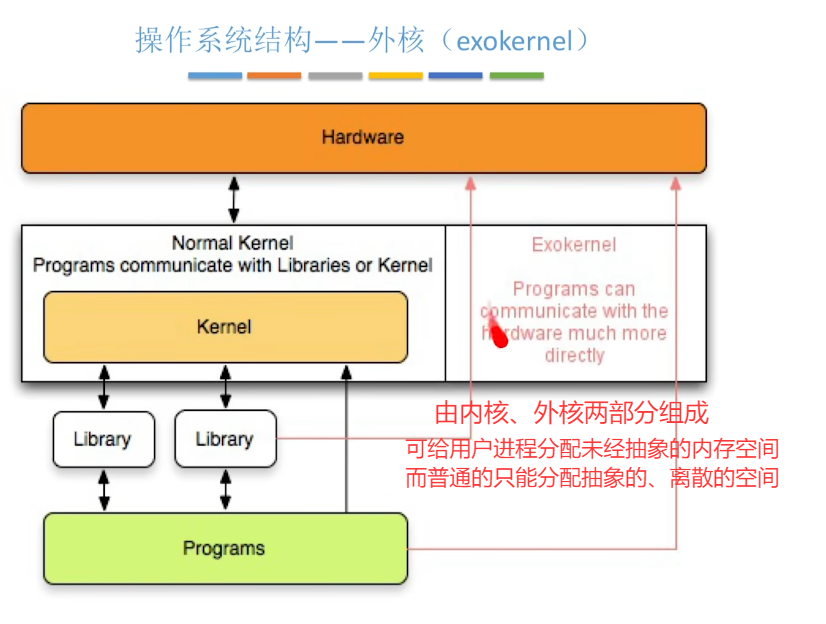 操作系统结构——外核（exokernel）
Hardware
Normal Kernel
Programs communicate with Libraries or Kernel
Kernel
Exokernel
Programs can
communicate with the
hardware much more
directly
由内核、外核两部分组成
可给用户进程分配未经抽象的内存空间
而普通的只能分配抽象的、离散的空间
Library
Library
Programs